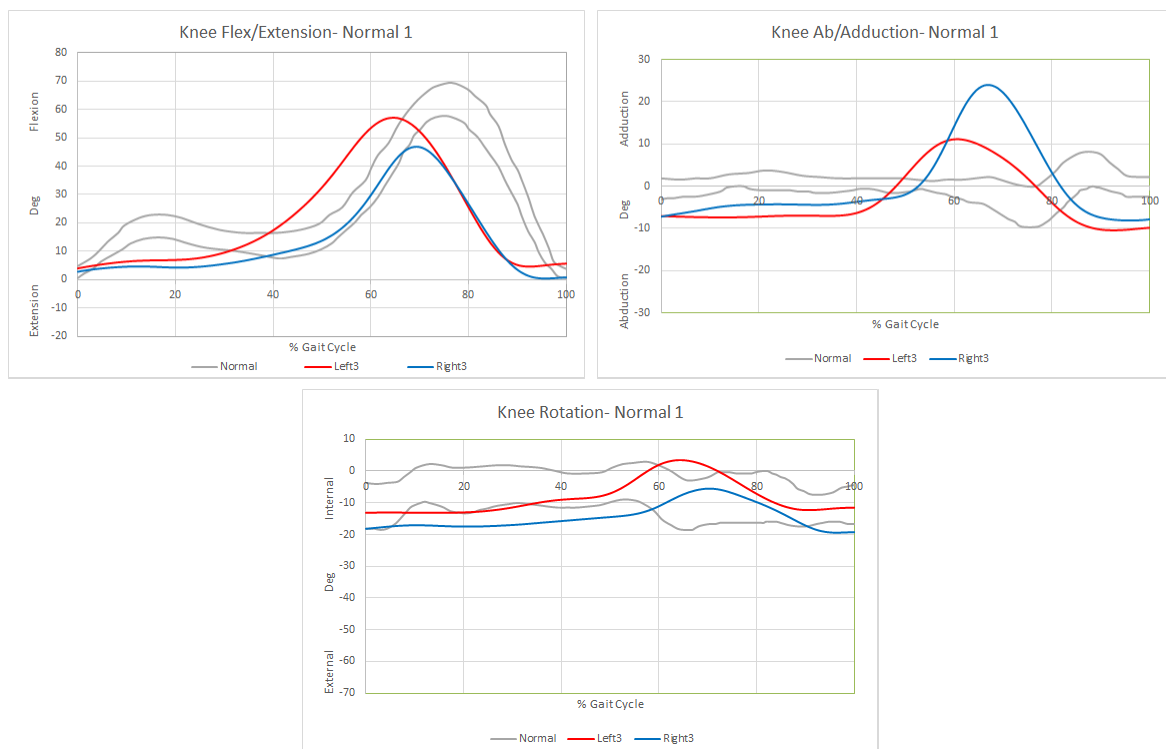 Knee Flex/Extension- Normal 1
80
70
60
50
40
30
20
10
0
-10
-20
Flexion
Deg
Extension
0 20 40 60 80 100
% Gait Cycle
Normal Left3 Right3
Knee Ab/Adduction- Normal 1
30
20
10
0
-10
-20
-30
Adduction
Deg
Abduction
0 20 40 60 80 100
% Gait Cycle
Normal Left3 Right3
Knee Rotation- Normal 1
10
0
-10
-20
-30
-40
-50
-60
-70
Internal
Deg
External
0 20 40 60 80 100
% Gait Cycle
Normal Left3 Right3